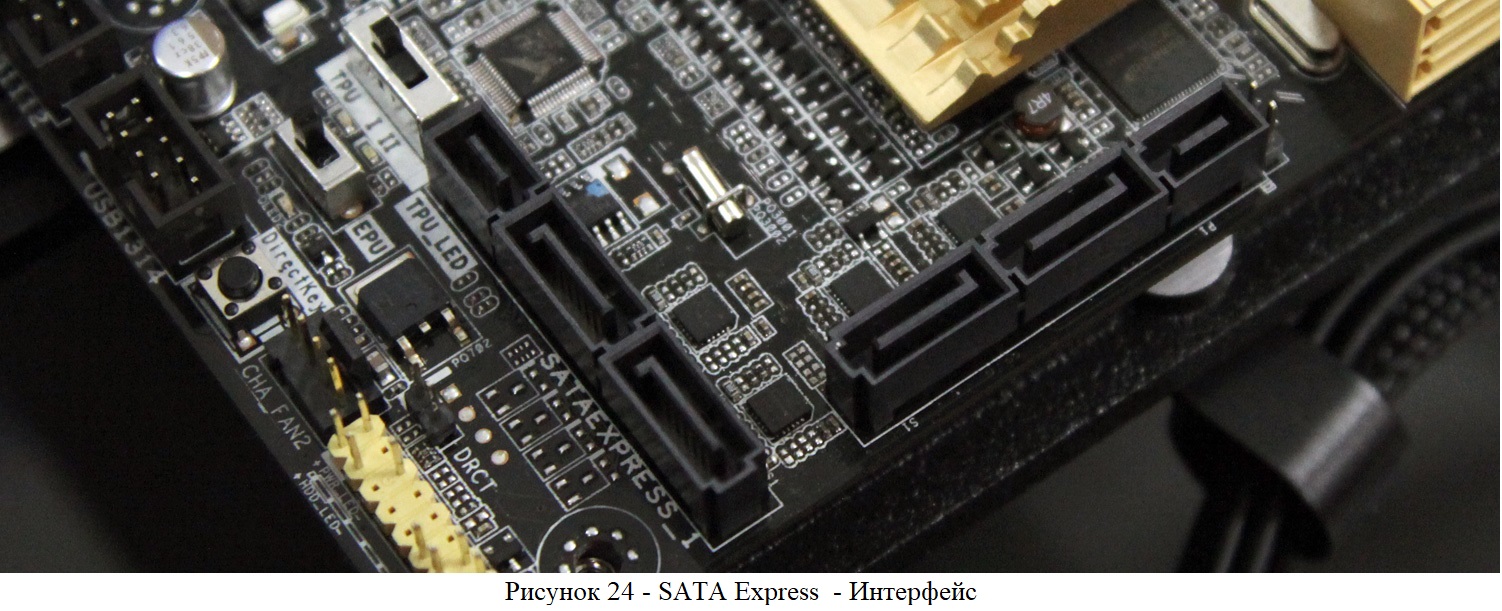 TPU I II
USB1314
EPU
TPU_LED
DirectKey
4R7
P1
S1
PQ702
CHA_FAN2
SATAEXPRESS_1
DRCT
+HDD_LED-
Рисунок 24 - SATA Express - Интерфейс